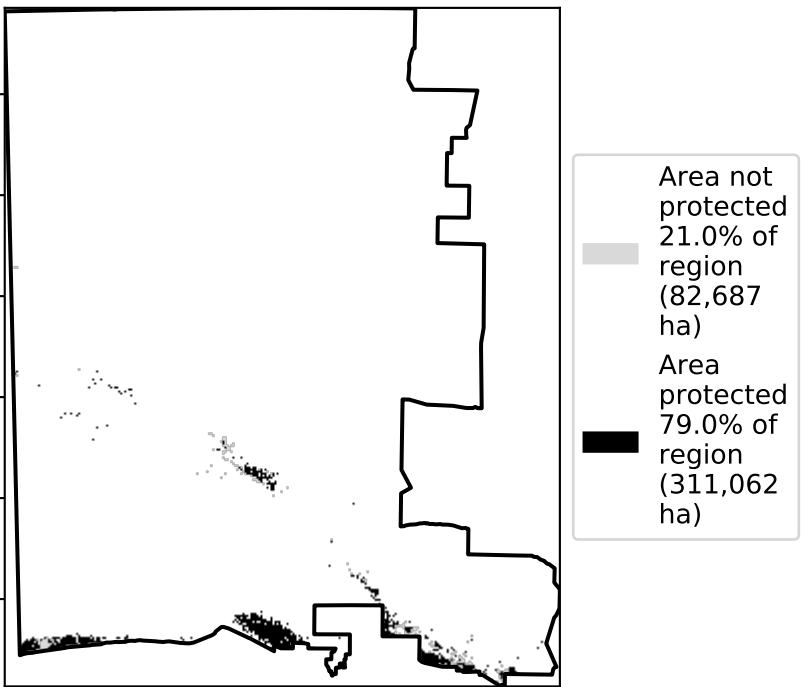 Area not
protected
21.0% of
region
(82,687
ha)
Area
protected
79.0% of
region
(311,062
ha)